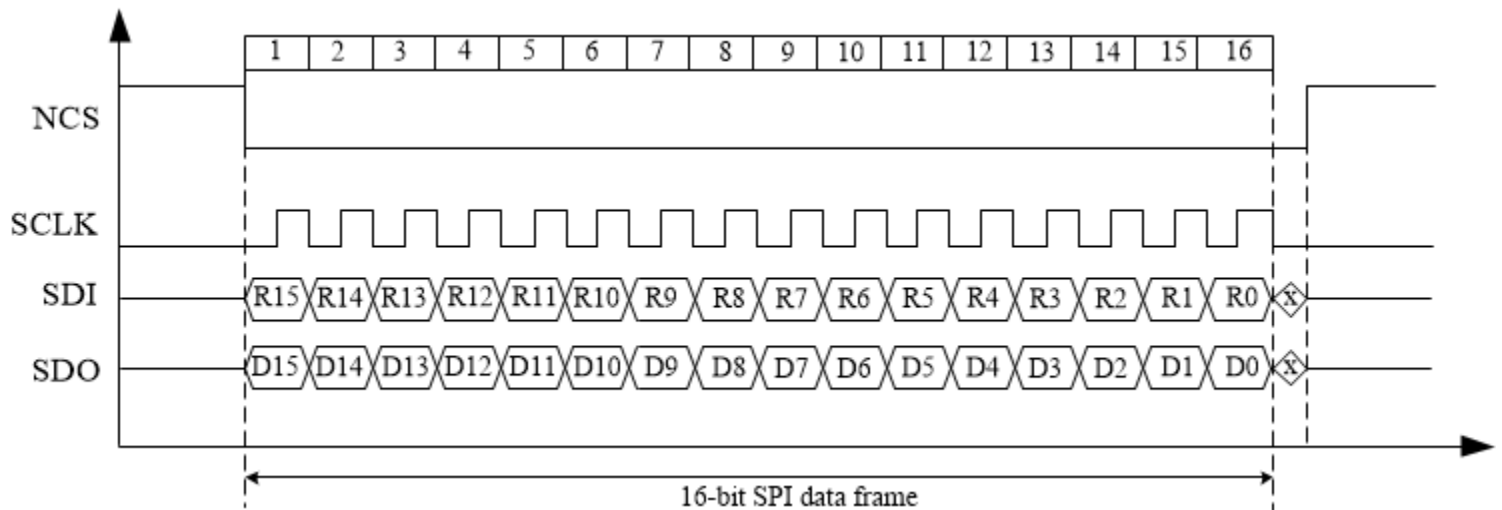 1 2 3 4 5 6 7 8 9 10 11 12 13 14 15 16
NCS
SCLK
SDI R15 R14 R13 R12 R11 R10 R9 R8 R7 R6 R5 R4 R3 R2 R1 R0 x
SDO D15 D14 D13 D12 D11 D10 D9 D8 D7 D6 D5 D4 D3 D2 D1 D0 x
16-bit SPI data frame